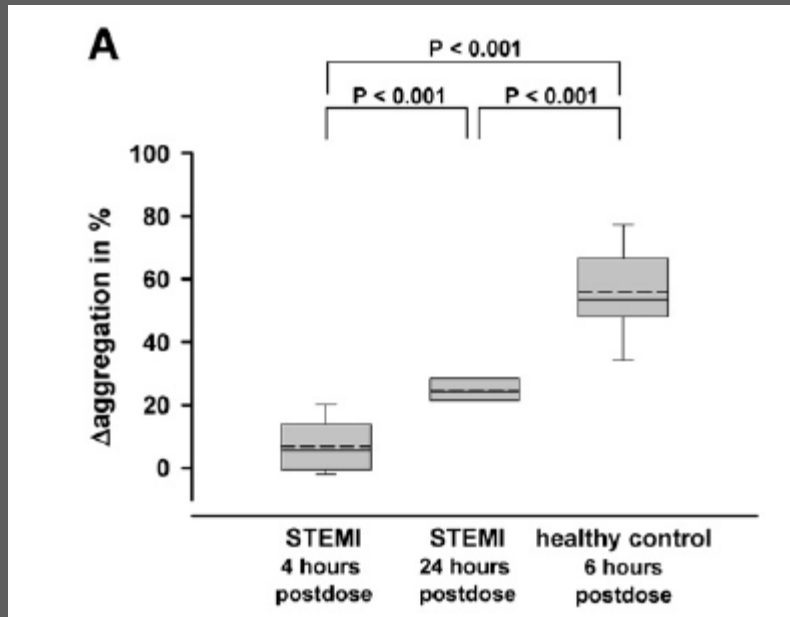 A
P < 0.001
P < 0.001 P < 0.001
100
80
60
40
20
0
Δaggregation in %
STEMI STEMI healthy control
4 hours 24 hours 6 hours
postdose postdose postdose